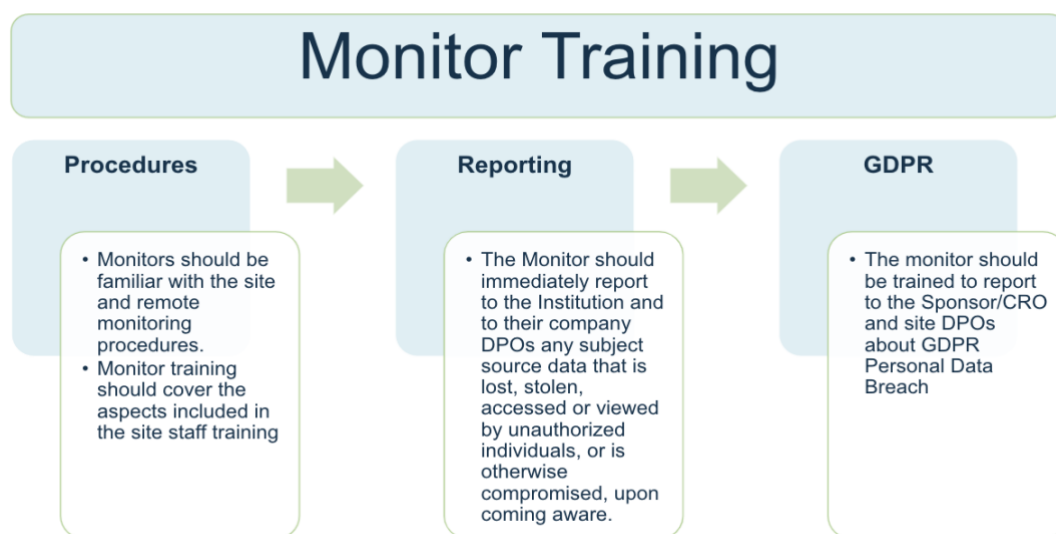 Monitor Training
Procedures
• Monitors should be
familiar with the site
and remote
monitoring
procedures.
• Monitor training
should cover the
aspects included in
the site staff training
Reporting
• The Monitor should
immediately report
to the Institution and
to their company
DPOs any subject
source data that is
lost, stolen,
accessed or viewed
by unauthorized
individuals, or is
otherwise
compromised, upon
coming aware.
GDPR
• The monitor should
be trained to report
to the Sponsor/CRO
and site DPOs
about GDPR
Personal Data
Breach